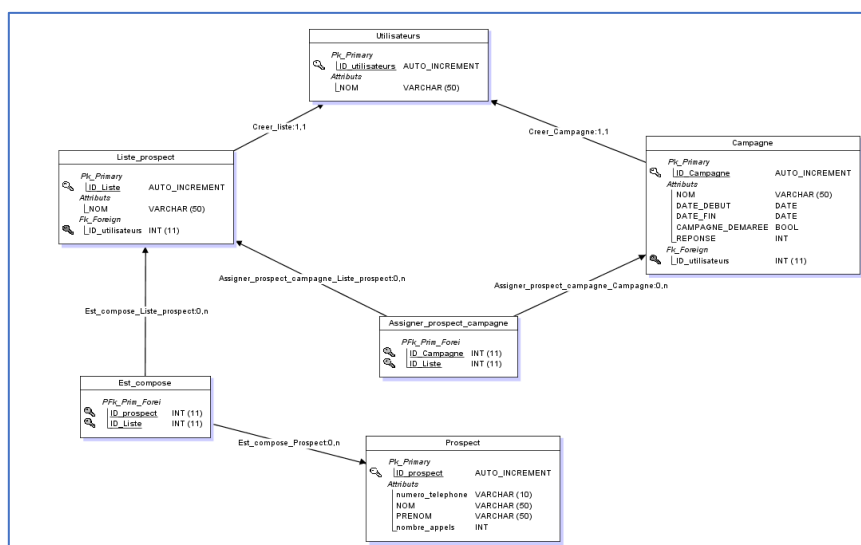 Utilisateurs
Pk_Primary
ID_utilisateurs AUTO_INCREMENT
Attributs
NOM VARCHAR (50)
Creer_liste:1,1
Creer_Campagne:1,1
Liste_prospect
Pk_Primary
ID_Liste AUTO_INCREMENT
Attributs
NOM VARCHAR (50)
Fk_Foreign
ID_utilisateurs INT (11)
Campagne
Pk_Primary
ID_Campagne AUTO_INCREMENT
Attributs
NOM VARCHAR (50)
DATE_DEBUT DATE
DATE_FIN DATE
CAMPAGNE_DEMAREE BOOL
REPONSE INT
Fk_Foreign
ID_utilisateurs INT (11)
Assigner_prospect_campagne_Liste_prospect:0,n
Assigner_prospect_campagne_Campagne:0,n
Est_compose_Liste_prospect:0,n
Assigner_prospect_campagne
PFk_Prim_Forei
ID_Campagne INT (11)
ID_Liste INT (11)
Est_compose
PFk_Prim_Forei
ID_prospect INT (11)
ID_Liste INT (11)
Est_compose_Prospect:0,n
Prospect
Pk_Primary
ID_prospect AUTO_INCREMENT
Attributs
numero_telephone VARCHAR (10)
NOM VARCHAR (50)
PRENOM VARCHAR (50)
nombre_appels INT